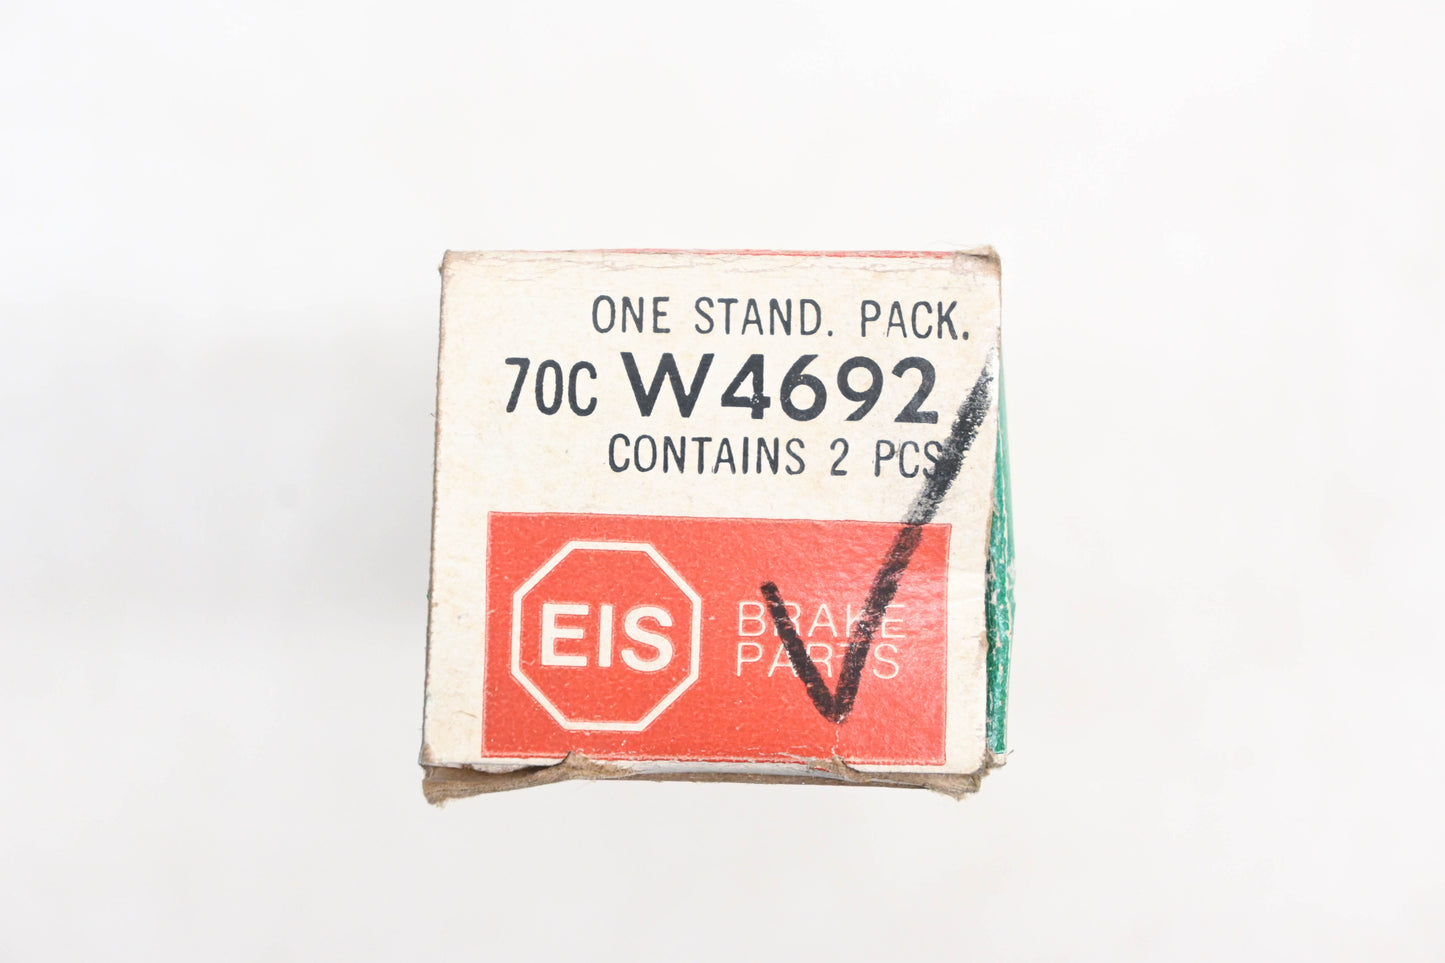 ONE STAND. PACK.
70C W4692
CONTAINS 2 PCS
EIS
BRAKE
PARTS